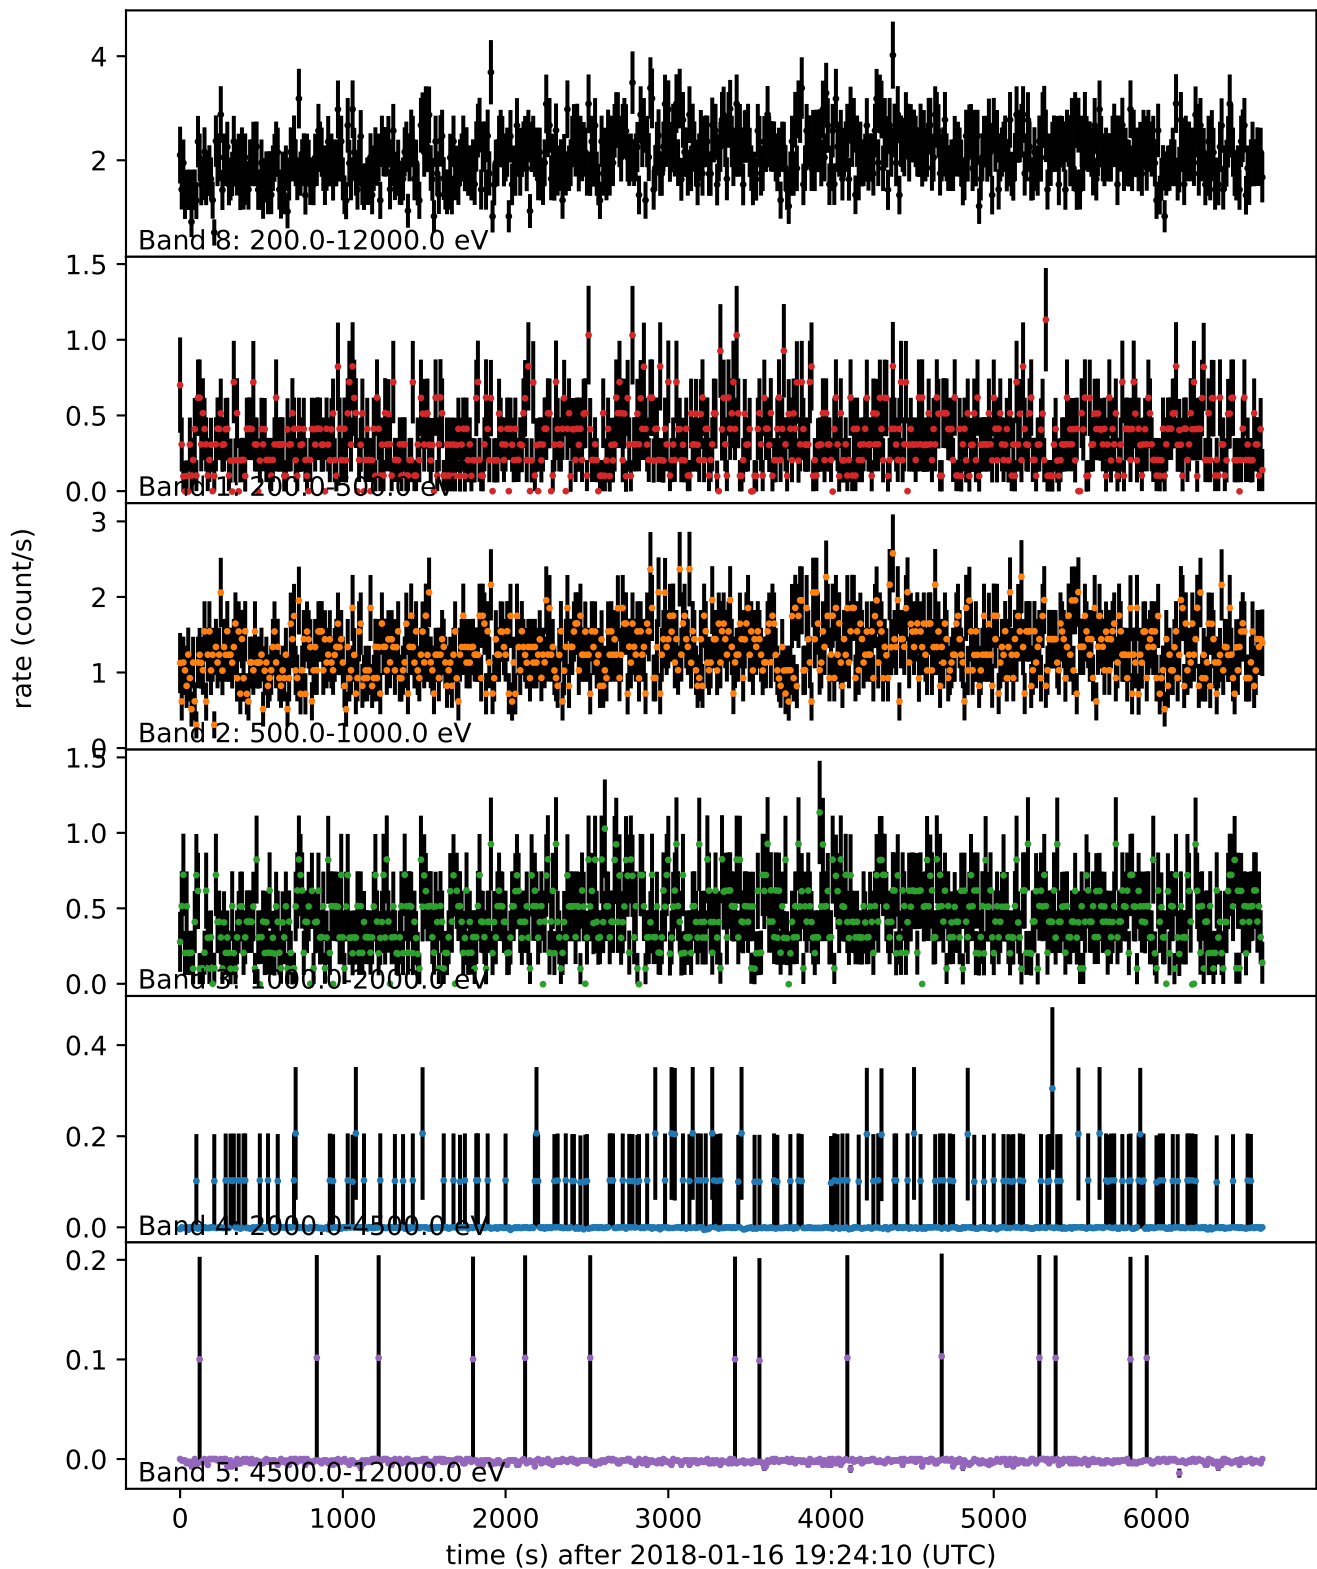 4
2
Band 8: 200.0-12000.0 eV
1.5
1.0
0.5
0.0
Band 1: 200.0-500.0 eV
3
2
1
0
Band 2: 500.0-1000.0 eV
rate (count/s)
1.5
1.0
0.5
0.0
Band 3: 1000.0-2000.0 eV
0.4
0.2
0.0
Band 4: 2000.0-4500.0 eV
0.2
0.1
0.0
Band 5: 4500.0-12000.0 eV
0 1000 2000 3000 4000 5000 6000
time (s) after 2018-01-16 19:24:10 (UTC)